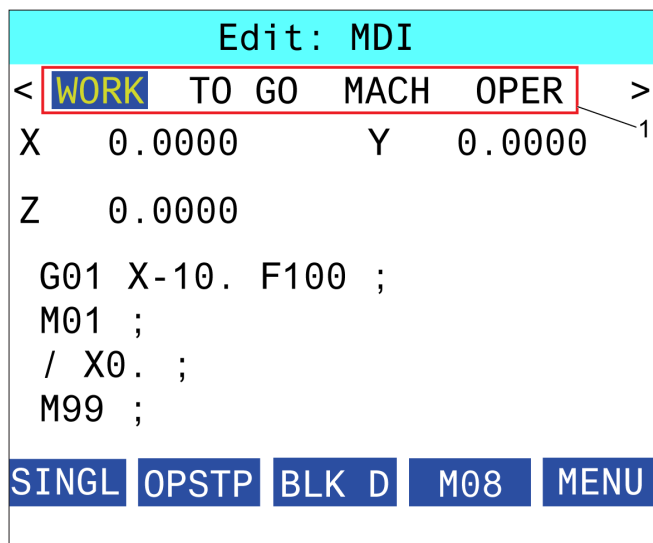 Edit: MDI
< WORK TO GO MACH OPER >
1
X 0.0000 Y 0.0000
Z 0.0000
G01 X-10. F100 ;
M01 ;
/ X0. ;
M99 ;
SINGL OPSTP BLK D M08 MENU